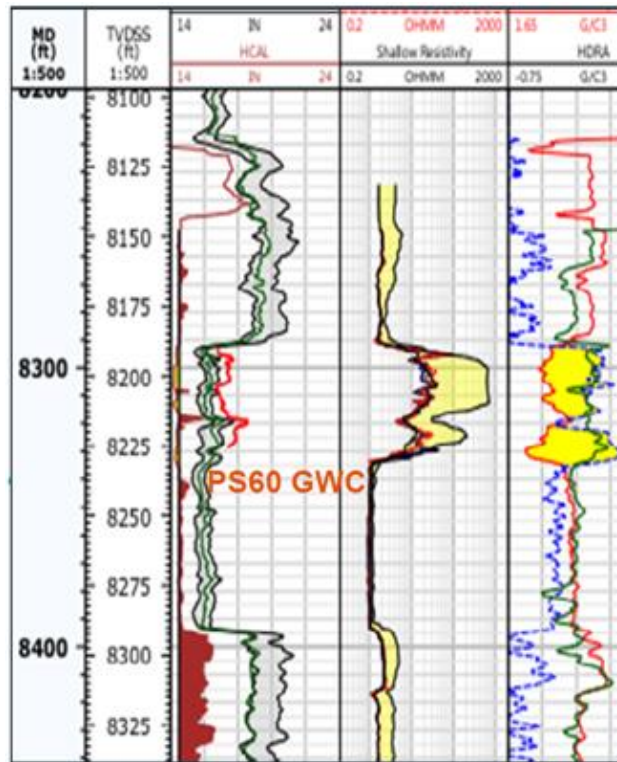 MD
(ft)
1:500
TVDSS
(ft)
1:500
14 IN 24
HCAL
14 IN 24
0.2 OHMM 2000
Shallow Resistivity
0.2 OHMM 2000
1.65 G/C3
HDRA
-0.75 G/C3
8200
8100
8125
8150
8175
8300
8200
8225
PS60 GWC
8250
8275
8400
8300
8325